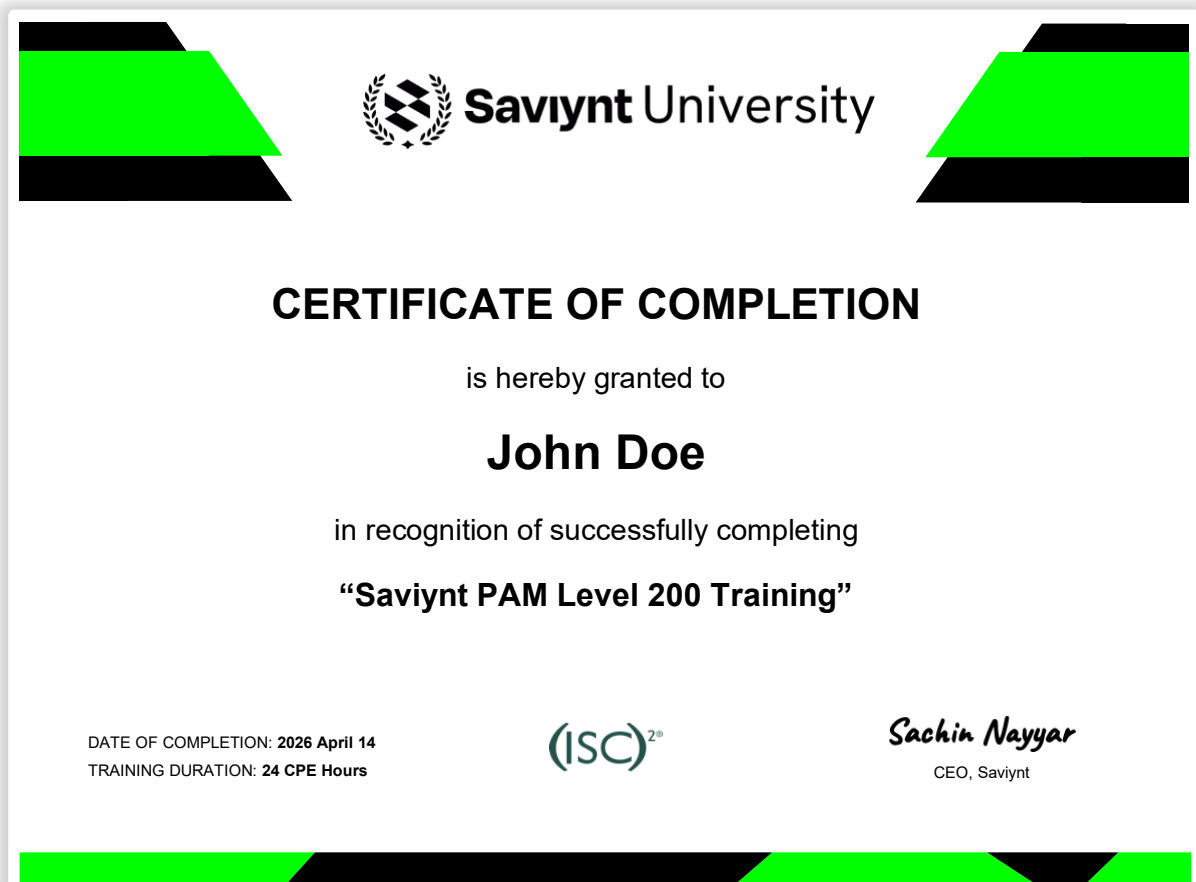 Saviynt University
CERTIFICATE OF COMPLETION
is hereby granted to
John Doe
in recognition of successfully completing
“Saviynt PAM Level 200 Training”
DATE OF COMPLETION: 2026 April 14
TRAINING DURATION: 24 CPE Hours
(ISC)²®
Sachin Nayyar
CEO, Saviynt